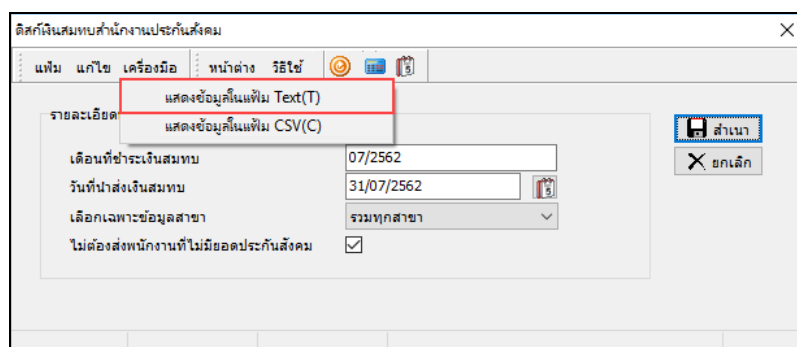 ดิสก์เงินสมทบสำนักงานประกันสังคม
แฟ้ม แก้ไข เครื่องมือ หน้าต่าง วิธีใช้
แสดงข้อมูลในแฟ้ม Text(T)
แสดงข้อมูลในแฟ้ม CSV(C)
รายละเอียด
สำเนา
ยกเลิก
เดือนที่ชำระเงินสมทบ 07/2562
วันที่นำส่งเงินสมทบ 31/07/2562
เลือกเฉพาะข้อมูลสาขา รวมทุกสาขา
ไม่ต้องส่งพนักงานที่ไม่มียอดประกันสังคม